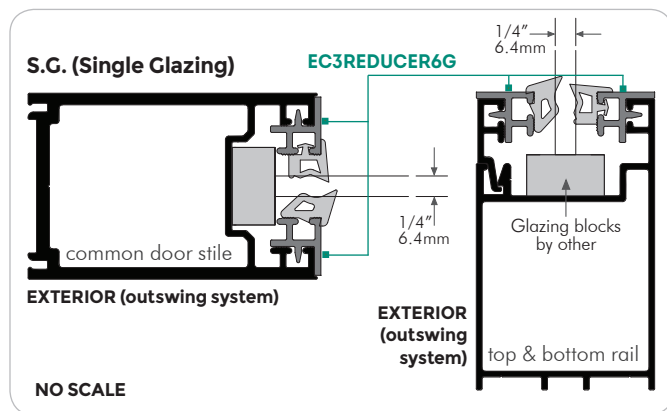 S.G. (Single Glazing)
EC3REDUCER6G
1/4”
6.4mm
1/4”
6.4mm
common door stile
EXTERIOR (outswing system)
Glazing blocks
by other
EXTERIOR
(outswing
system)
top & bottom rail
NO SCALE